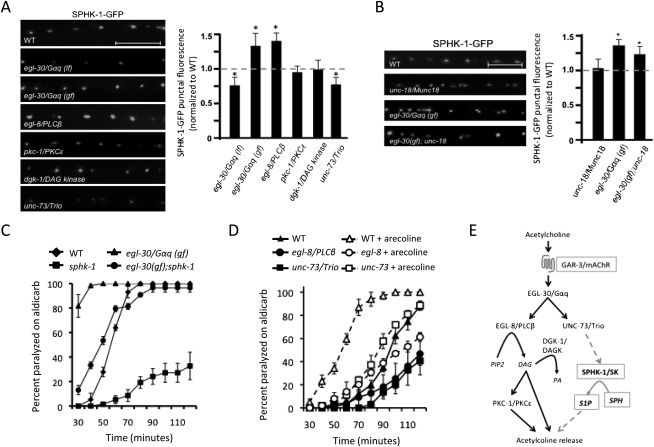 A
SPHK-1-GFP
WT
egl-30/Gαq (lf)
egl-30/Gαq (gf)
egl-8/PLCβ
pkc-1/PKCε
dgk-1/DAG kinase
unc-73/Trio
SPHK-1-GFP punctal fluorescence
(normalized to WT)
1.5
1.25
1.0
0.75
0.5
0
*
*
*
*
egl-30/Gαq (lf)
egl-30/Gαq (gf)
egl-8/PLCβ
pkc-1/PKCε
dgk-1/DAG kinase
unc-73/Trio
B
SPHK-1-GFP
WT
unc-18/Munc18
egl-30/Gαq (gf)
egl-30(gf); unc-18
SPHK-1-GFP punctal fluorescence
(normalized to WT)
1.5
1.25
1.0
0.75
0.5
0
*
*
unc-18/Munc18
egl-30/Gαq (gf)
egl-30(gf);unc-18
C
WT
egl-30/Gαq (gf)
sphk-1
egl-30(gf);sphk-1
Percent paralyzed on aldicarb
100
80
60
40
20
0
30 50 70 90 110
Time (minutes)
D
WT
WT + arecoline
egl-8/PLCβ
egl-8 + arecoline
unc-73/Trio
unc-73 + arecoline
Percent paralyzed on aldicarb
100
80
60
40
20
0
30 50 70 90 110
Time (minutes)
E
Acetylcholine
GAR-3/mAChR
EGL-30/Gαq
EGL-8/PLCβ
UNC-73/Trio
DGK-1/
DAGK
PIP2
DAG
PA
SPHK-1/SK
PKC-1/PKCε
S1P
SPH
Acetylcoline release